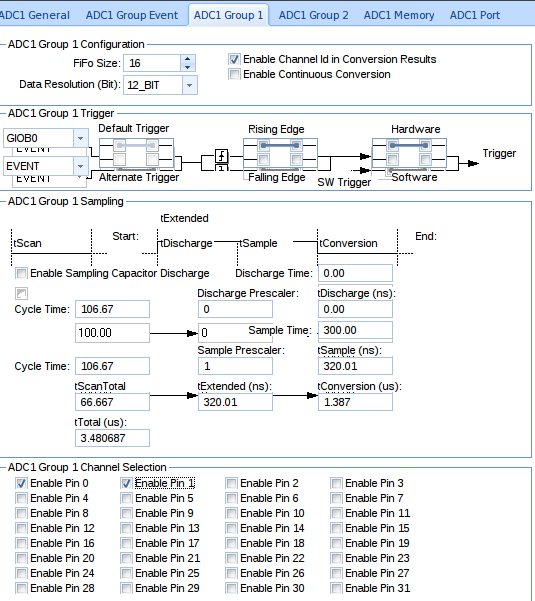 ADC1 General ADC1 Group Event ADC1 Group 1 ADC1 Group 2 ADC1 Memory ADC1 Port
ADC1 Group 1 Configuration
FiFo Size: 16
Enable Channel Id in Conversion Results
Data Resolution (Bit): 12_BIT
Enable Continuous Conversion
ADC1 Group 1 Trigger
Default Trigger Rising Edge Hardware
GIOB0
EVENT
Trigger
EVENT
EVENT
Alternate Trigger Falling Edge SW Trigger Software
ADC1 Group 1 Sampling
tExtended
tScan Start: tDischarge tSample tConversion End:
Enable Sampling Capacitor Discharge Discharge Time: 0.00
Discharge Prescaler: tDischarge (ns):
Cycle Time: 106.67 0 0.00
100.00 0 Sample Time: 300.00
Sample Prescaler: tSample (ns):
Cycle Time: 106.67 1 320.01
tScanTotal tExtended (ns): tConversion (us):
66.667 320.01 1.387
tTotal (us):
3.480687
ADC1 Group 1 Channel Selection
Enable Pin 0 Enable Pin 1 Enable Pin 2 Enable Pin 3
Enable Pin 4 Enable Pin 5 Enable Pin 6 Enable Pin 7
Enable Pin 8 Enable Pin 9 Enable Pin 10 Enable Pin 11
Enable Pin 12 Enable Pin 13 Enable Pin 14 Enable Pin 15
Enable Pin 16 Enable Pin 17 Enable Pin 18 Enable Pin 19
Enable Pin 20 Enable Pin 21 Enable Pin 22 Enable Pin 23
Enable Pin 24 Enable Pin 25 Enable Pin 26 Enable Pin 27
Enable Pin 28 Enable Pin 29 Enable Pin 30 Enable Pin 31